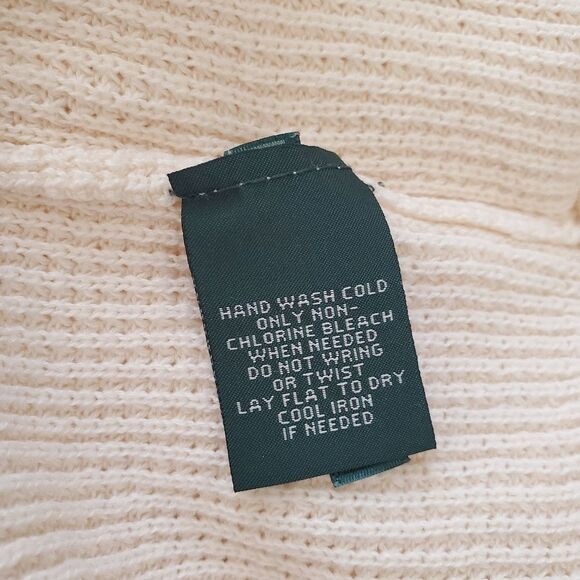 HAND WASH COLD
ONLY NON-
CHLORINE BLEACH
WHEN NEEDED
DO NOT WRING
OR TWIST
LAY FLAT TO DRY
COOL IRON
IF NEEDED